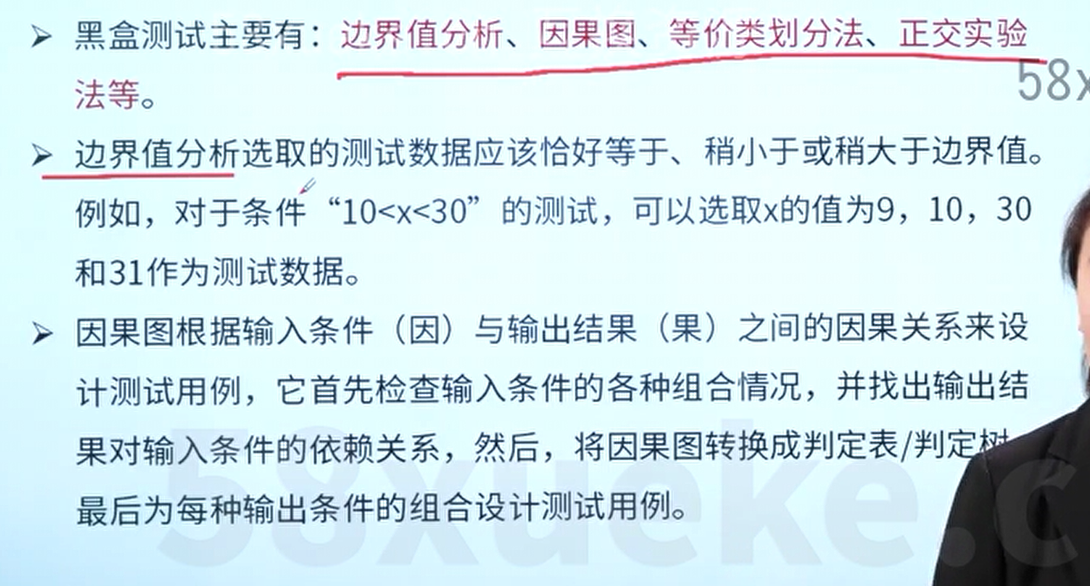 ➢ 黑盒测试主要有：边界值分析、因果图、等价类划分法、正交实验
法等。
58x
➢ 边界值分析选取的测试数据应该恰好等于、稍小于或稍大于边界值。
例如，对于条件“10<x<30”的测试，可以选取x的值为9，10，30
和31作为测试数据。
➢ 因果图根据输入条件（因）与输出结果（果）之间的因果关系来设
计测试用例，它首先检查输入条件的各种组合情况，并找出输出结
果对输入条件的依赖关系，然后，将因果图转换成判定表/判定树
最后为每种输出条件的组合设计测试用例。
58xueke.c